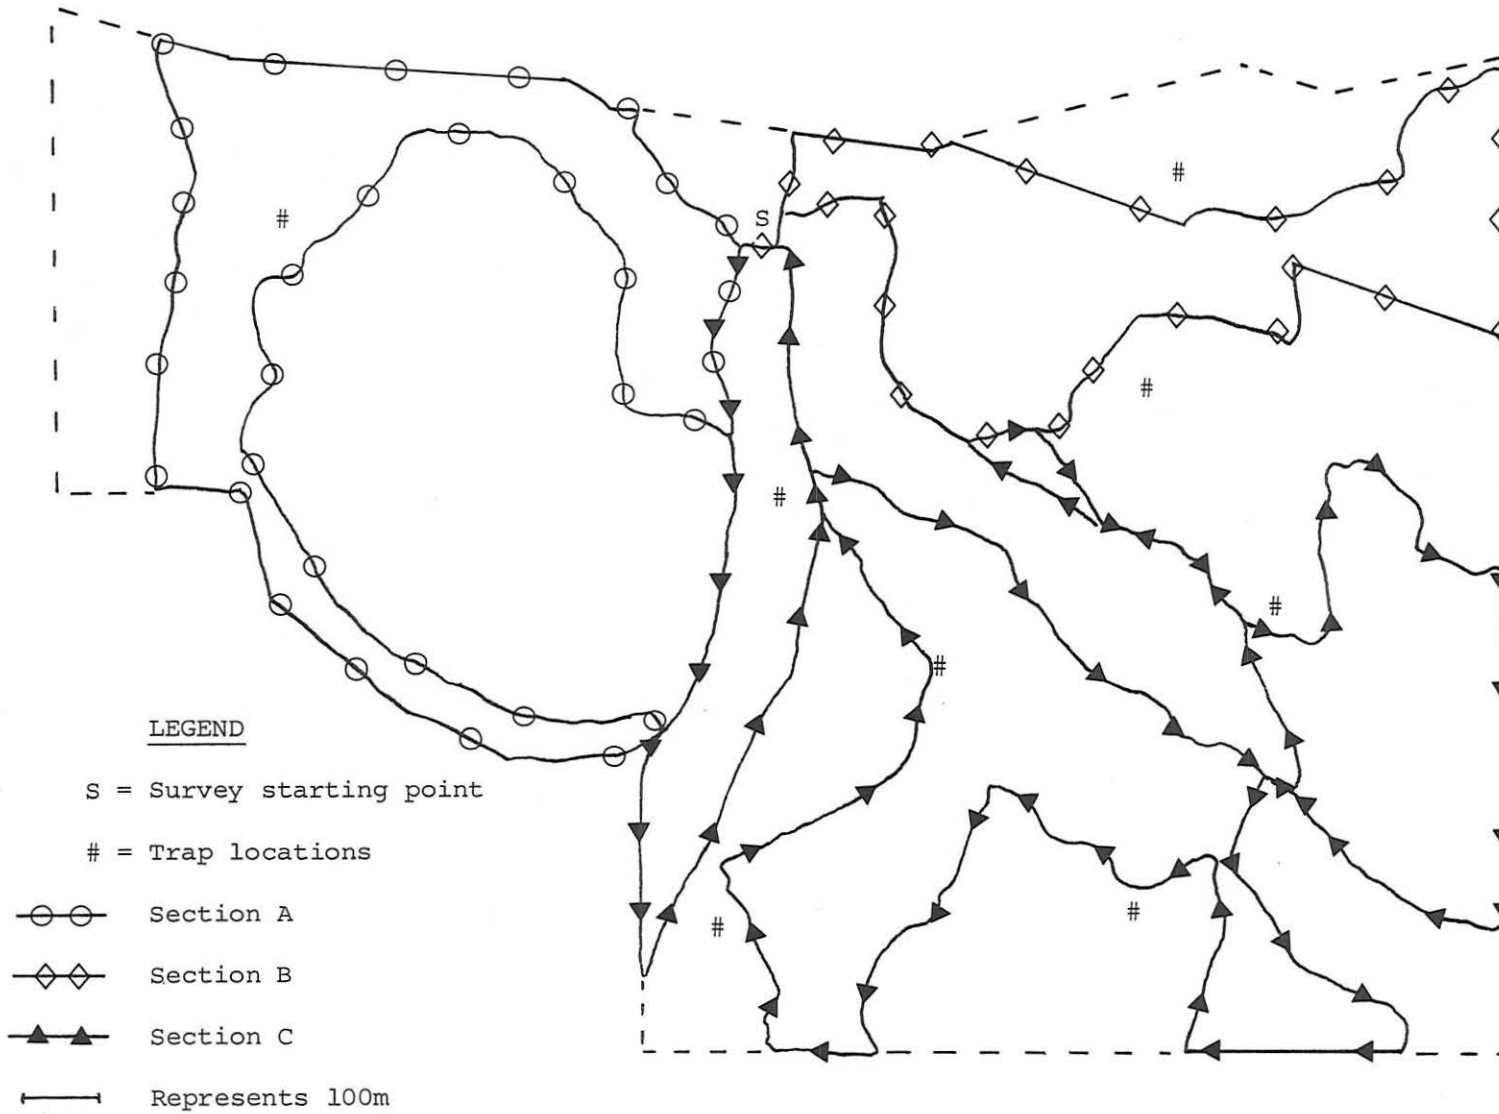 #
#
S
#
#
#
#
#
#
LEGEND
S = Survey starting point
# = Trap locations
Section A
Section B
Section C
Represents 100m